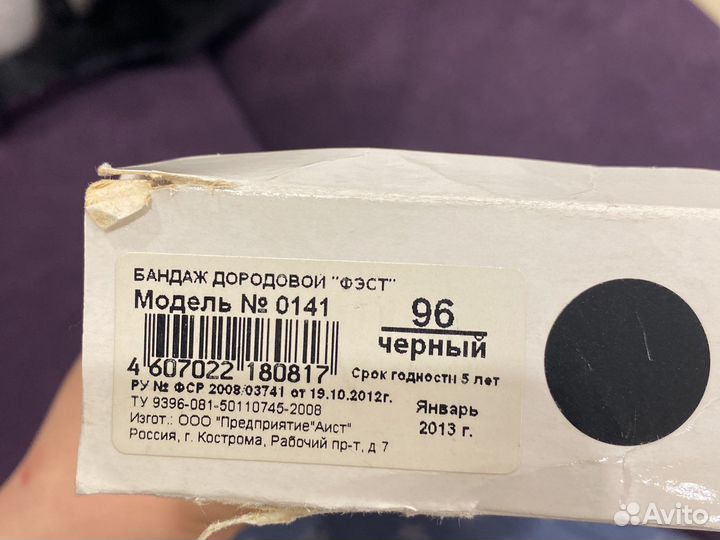 БАНДАЖ ДОРОДОВОЙ "ФЭСТ"
Модель № 0141
96
черный
4 607022 180817
Срок годности 5 лет
РУ № ФСР 2008/03741 от 19.10.2012г.
ТУ 9396-081-50110745-2008
Январь
2013 г.
Изгот.: ООО "Предприятие"Аист"
Россия, г. Кострома, Рабочий пр-т, д 7
Avito